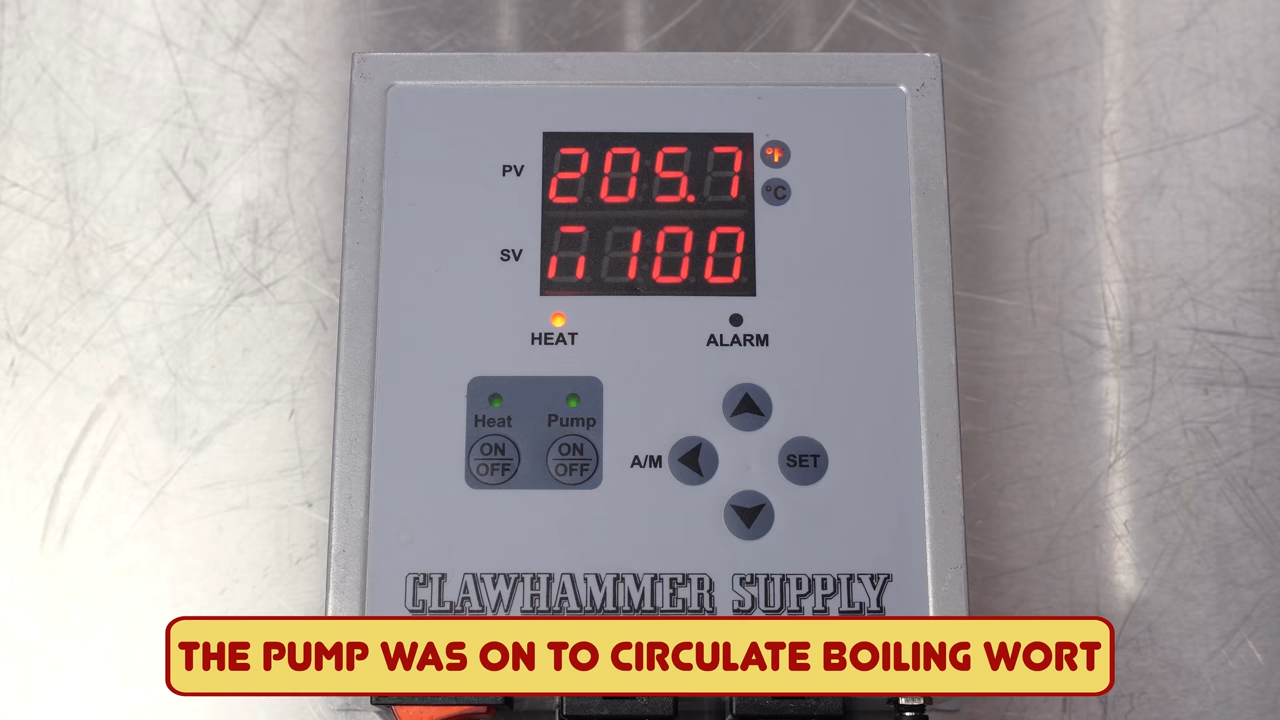 PV 205.7 °F
°C
SV n 100
HEAT ALARM
Heat Pump
ON ON
OFF OFF
A/M SET
CLAWHAMMER SUPPLY
THE PUMP WAS ON TO CIRCULATE BOILING WORT